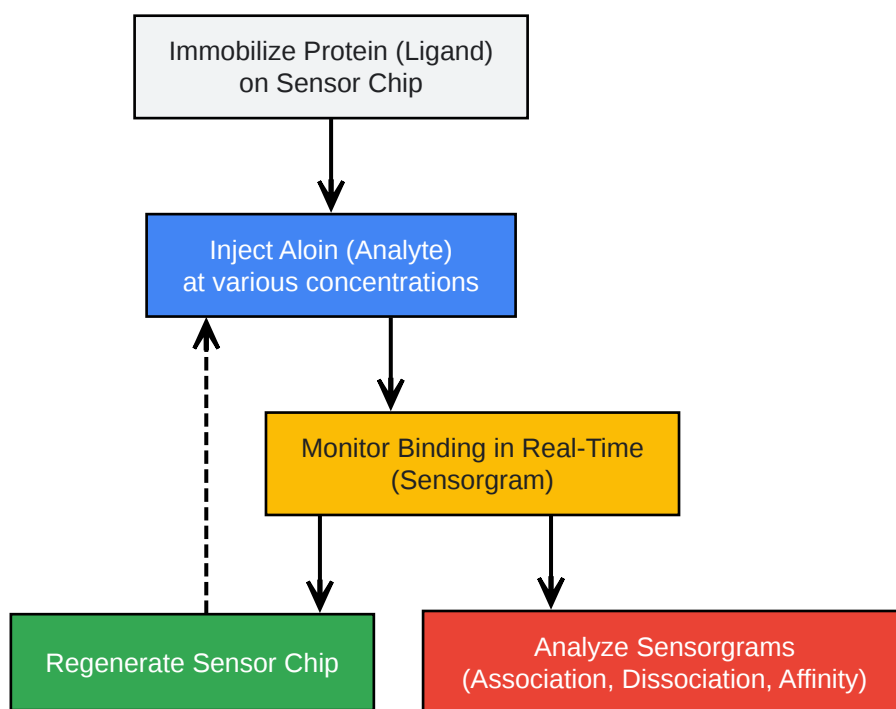 Immobilize Protein (Ligand)
on Sensor Chip
Inject Aloin (Analyte)
at various concentrations
Monitor Binding in Real-Time
(Sensorgram)
Regenerate Sensor Chip
Analyze Sensorgrams
(Association, Dissociation, Affinity)